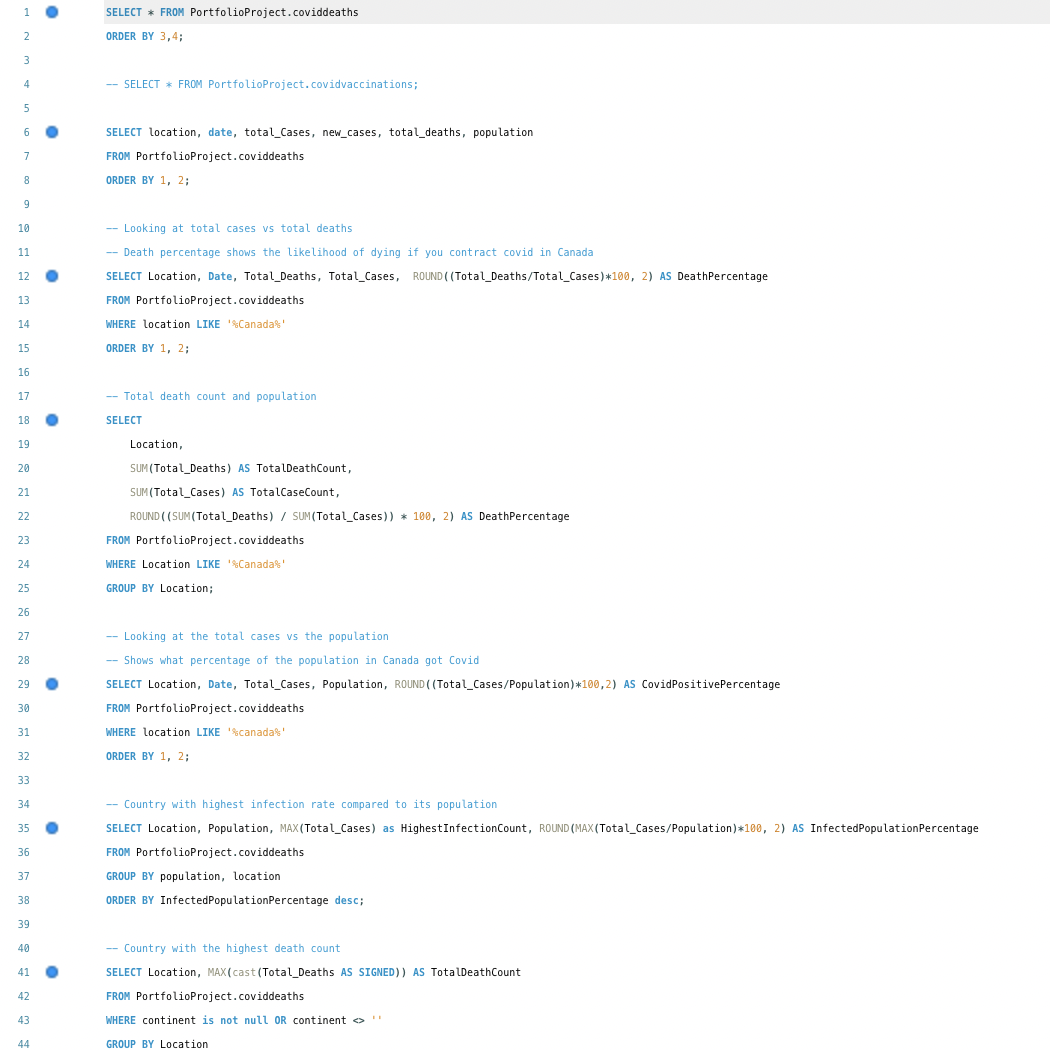 1 SELECT * FROM PortfolioProject.coviddeaths
2 ORDER BY 3,4;
3
4 -- SELECT * FROM PortfolioProject.covidvaccinations;
5
6 SELECT location, date, total_Cases, new_cases, total_deaths, population
7 FROM PortfolioProject.coviddeaths
8 ORDER BY 1, 2;
9
10 -- Looking at total cases vs total deaths
11 -- Death percentage shows the likelihood of dying if you contract covid in Canada
12 SELECT Location, Date, Total_Deaths, Total_Cases,  ROUND((Total_Deaths/Total_Cases)*100, 2) AS DeathPercentage
13 FROM PortfolioProject.coviddeaths
14 WHERE location LIKE '%Canada%'
15 ORDER BY 1, 2;
16
17 -- Total death count and population
18 SELECT
19     Location,
20     SUM(Total_Deaths) AS TotalDeathCount,
21     SUM(Total_Cases) AS TotalCaseCount,
22     ROUND((SUM(Total_Deaths) / SUM(Total_Cases)) * 100, 2) AS DeathPercentage
23 FROM PortfolioProject.coviddeaths
24 WHERE Location LIKE '%Canada%'
25 GROUP BY Location;
26
27 -- Looking at the total cases vs the population
28 -- Shows what percentage of the population in Canada got Covid
29 SELECT Location, Date, Total_Cases, Population, ROUND((Total_Cases/Population)*100,2) AS CovidPositivePercentage
30 FROM PortfolioProject.coviddeaths
31 WHERE location LIKE '%canada%'
32 ORDER BY 1, 2;
33
34 -- Country with highest infection rate compared to its population
35 SELECT Location, Population, MAX(Total_Cases) as HighestInfectionCount, ROUND(MAX(Total_Cases/Population)*100, 2) AS InfectedPopulationPercentage
36 FROM PortfolioProject.coviddeaths
37 GROUP BY population, location
38 ORDER BY InfectedPopulationPercentage desc;
39
40 -- Country with the highest death count
41 SELECT Location, MAX(cast(Total_Deaths AS SIGNED)) AS TotalDeathCount
42 FROM PortfolioProject.coviddeaths
43 WHERE continent is not null OR continent <> ''
44 GROUP BY Location